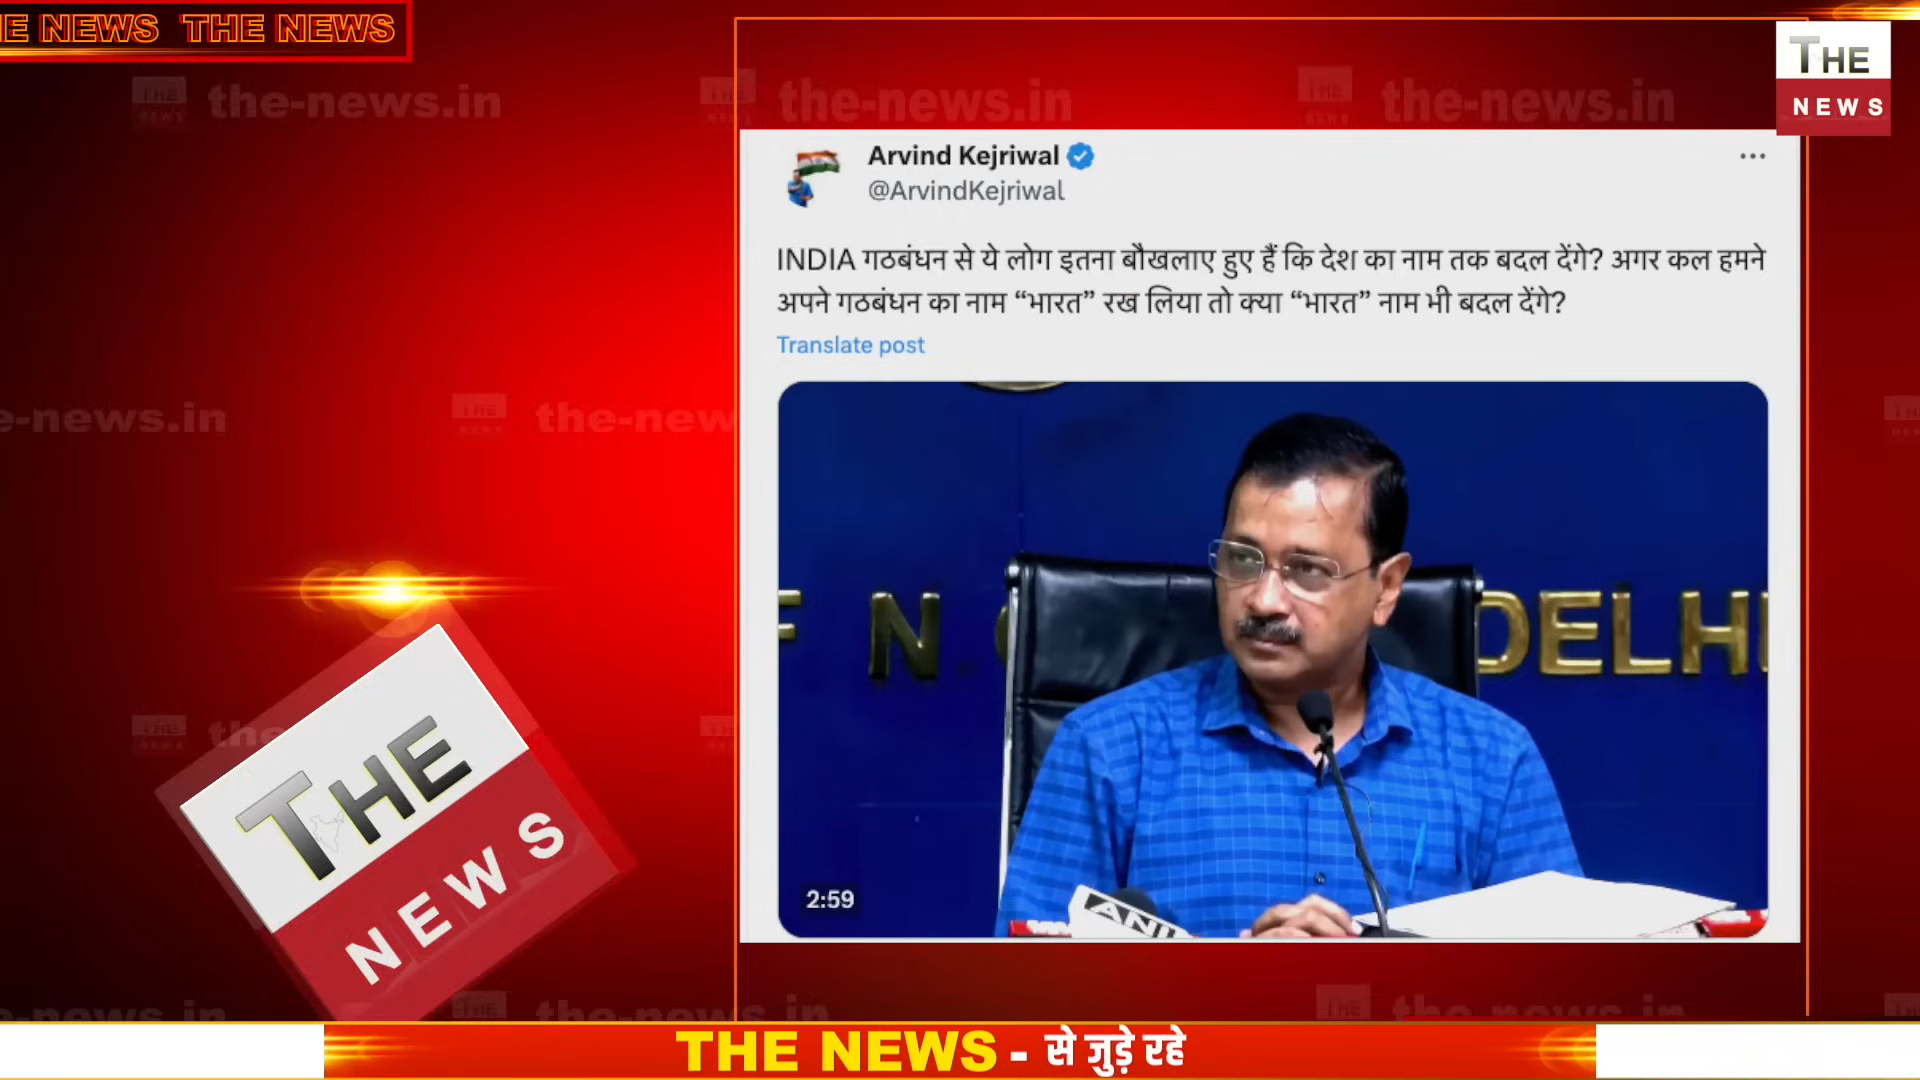 E NEWS THE NEWS
THE
NEWS
the-news.in
the-news.in
the-news.in
Arvind Kejriwal
@ArvindKejriwal
INDIA गठबंधन से ये लोग इतना बौखलाए हुए हैं कि देश का नाम तक बदल देंगे? अगर कल हमने
अपने गठबंधन का नाम “भारत” रख लिया तो क्या “भारत” नाम भी बदल देंगे?
Translate post
e-news.in
the-new
F N. DELHI
THE
NEWS
2:59
ANI
THE NEWS - से जुड़े रहे